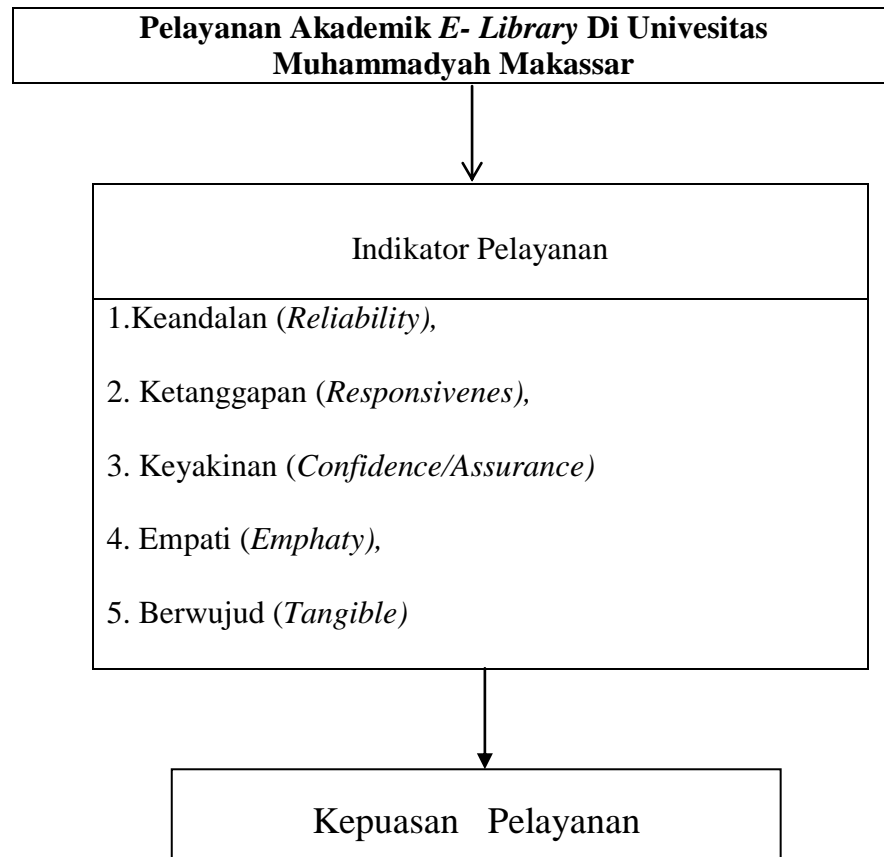 Pelayanan Akademik E- Library Di Univesitas
Muhammadyah Makassar
Indikator Pelayanan
1.Keandalan (Reliability),
2. Ketanggapan (Responsivenes),
3. Keyakinan (Confidence/Assurance)
4. Empati (Emphaty),
5. Berwujud (Tangible)
Kepuasan Pelayanan